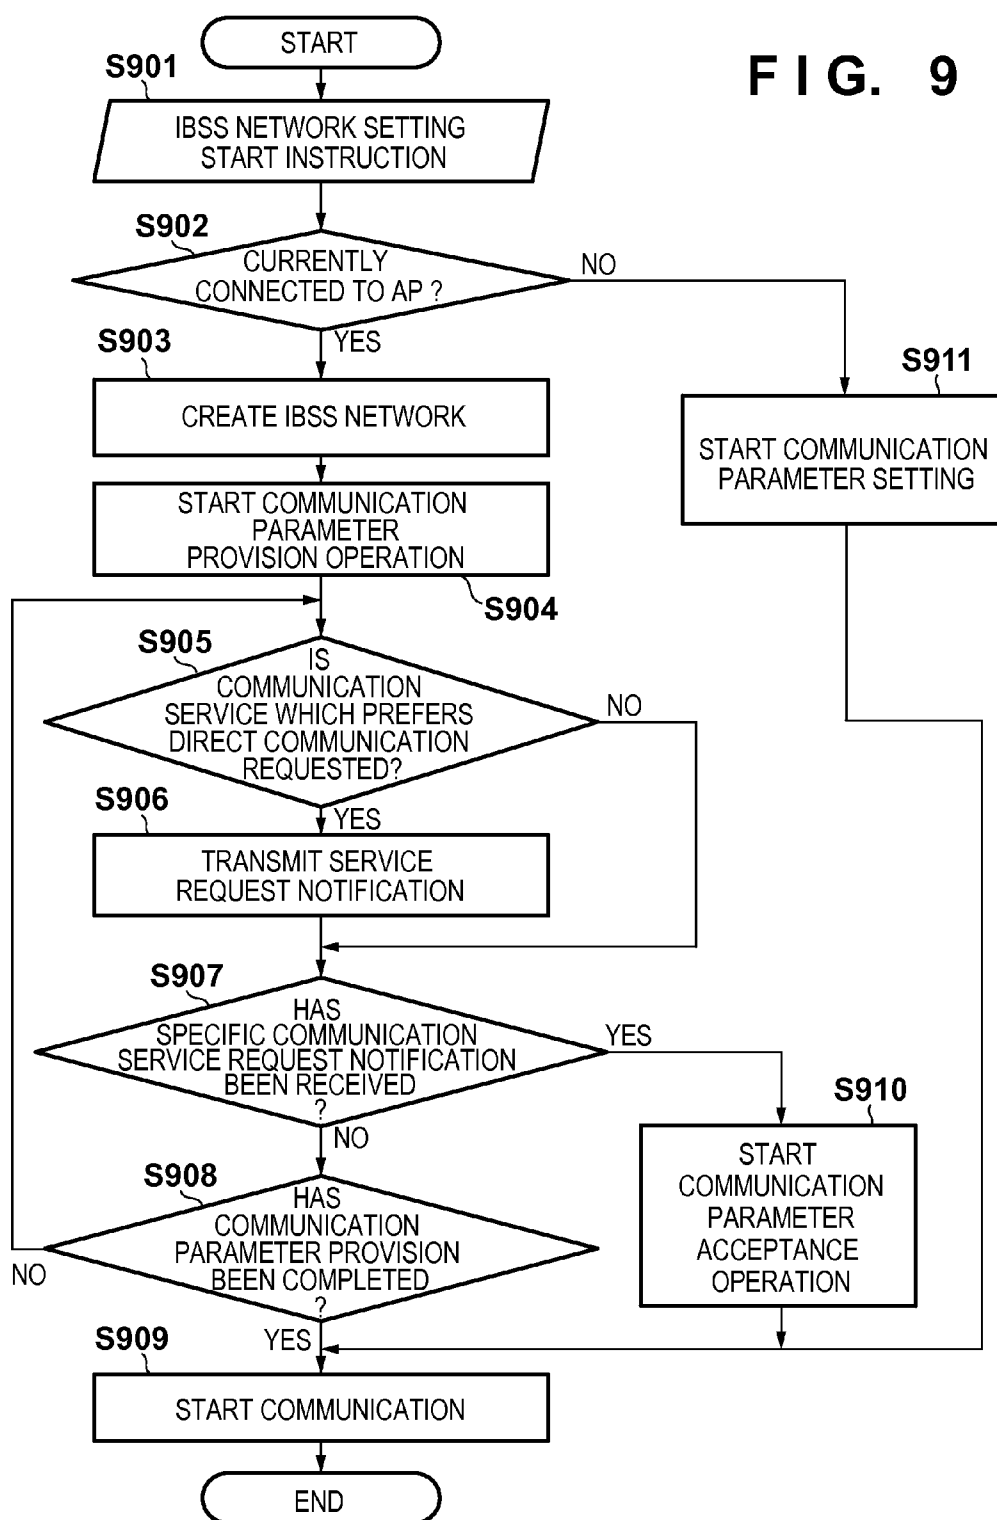 START
FIG. 9
S901
IBSS NETWORK SETTING
START INSTRUCTION
S902
CURRENTLY
CONNECTED TO AP ?
NO
YES
S903
CREATE IBSS NETWORK
S911
START COMMUNICATION
PARAMETER SETTING
START COMMUNICATION
PARAMETER
PROVISION OPERATION
S904
S905
IS
COMMUNICATION
SERVICE WHICH PREFERS
DIRECT COMMUNICATION
REQUESTED?
NO
YES
S906
TRANSMIT SERVICE
REQUEST NOTIFICATION
S907
HAS
SPECIFIC COMMUNICATION
SERVICE REQUEST NOTIFICATION
BEEN RECEIVED
?
YES
NO
S910
START
COMMUNICATION
PARAMETER
ACCEPTANCE
OPERATION
S908
HAS
COMMUNICATION
PARAMETER PROVISION
BEEN COMPLETED
?
NO
YES
S909
START COMMUNICATION
END